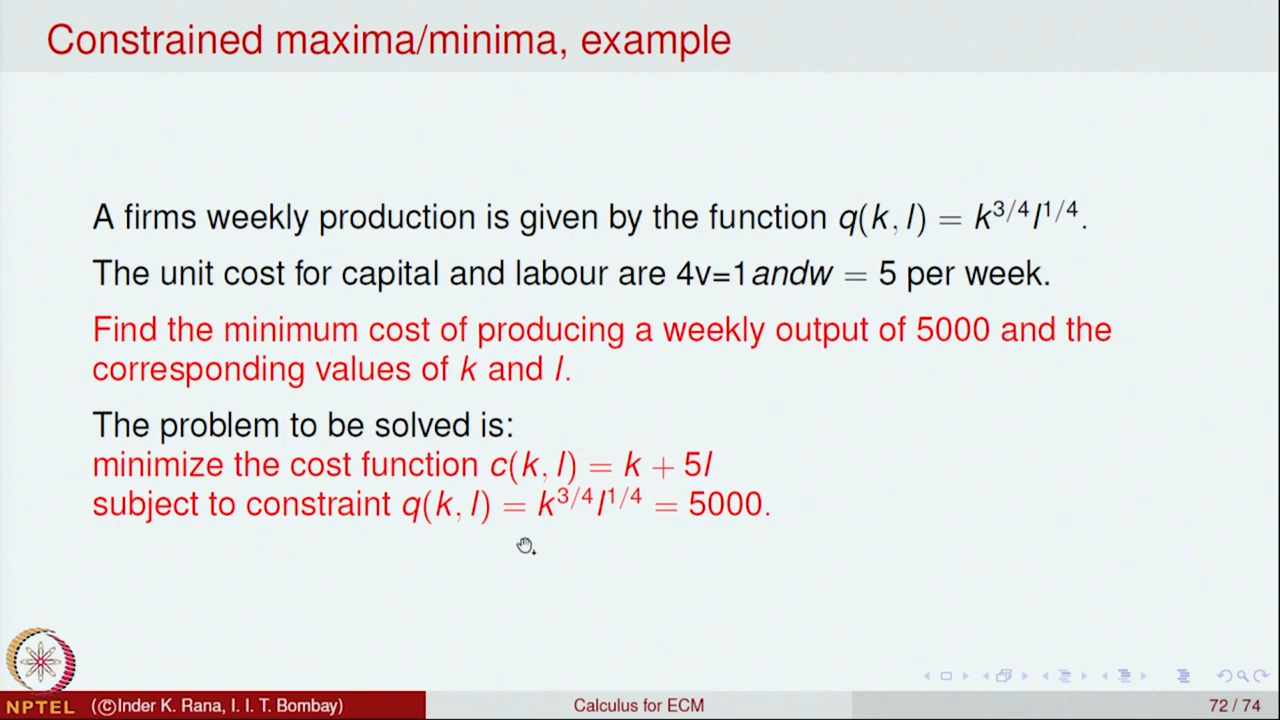 Constrained maxima/minima, example
A firms weekly production is given by the function q(k, l) = k^{3/4}l^{1/4}.
The unit cost for capital and labour are 4v=1andw = 5 per week.
Find the minimum cost of producing a weekly output of 5000 and the
corresponding values of k and l.
The problem to be solved is:
minimize the cost function c(k, l) = k + 5l
subject to constraint q(k, l) = k^{3/4}l^{1/4} = 5000.
NPTEL (©Inder K. Rana, I. I. T. Bombay) Calculus for ECM 72 / 74